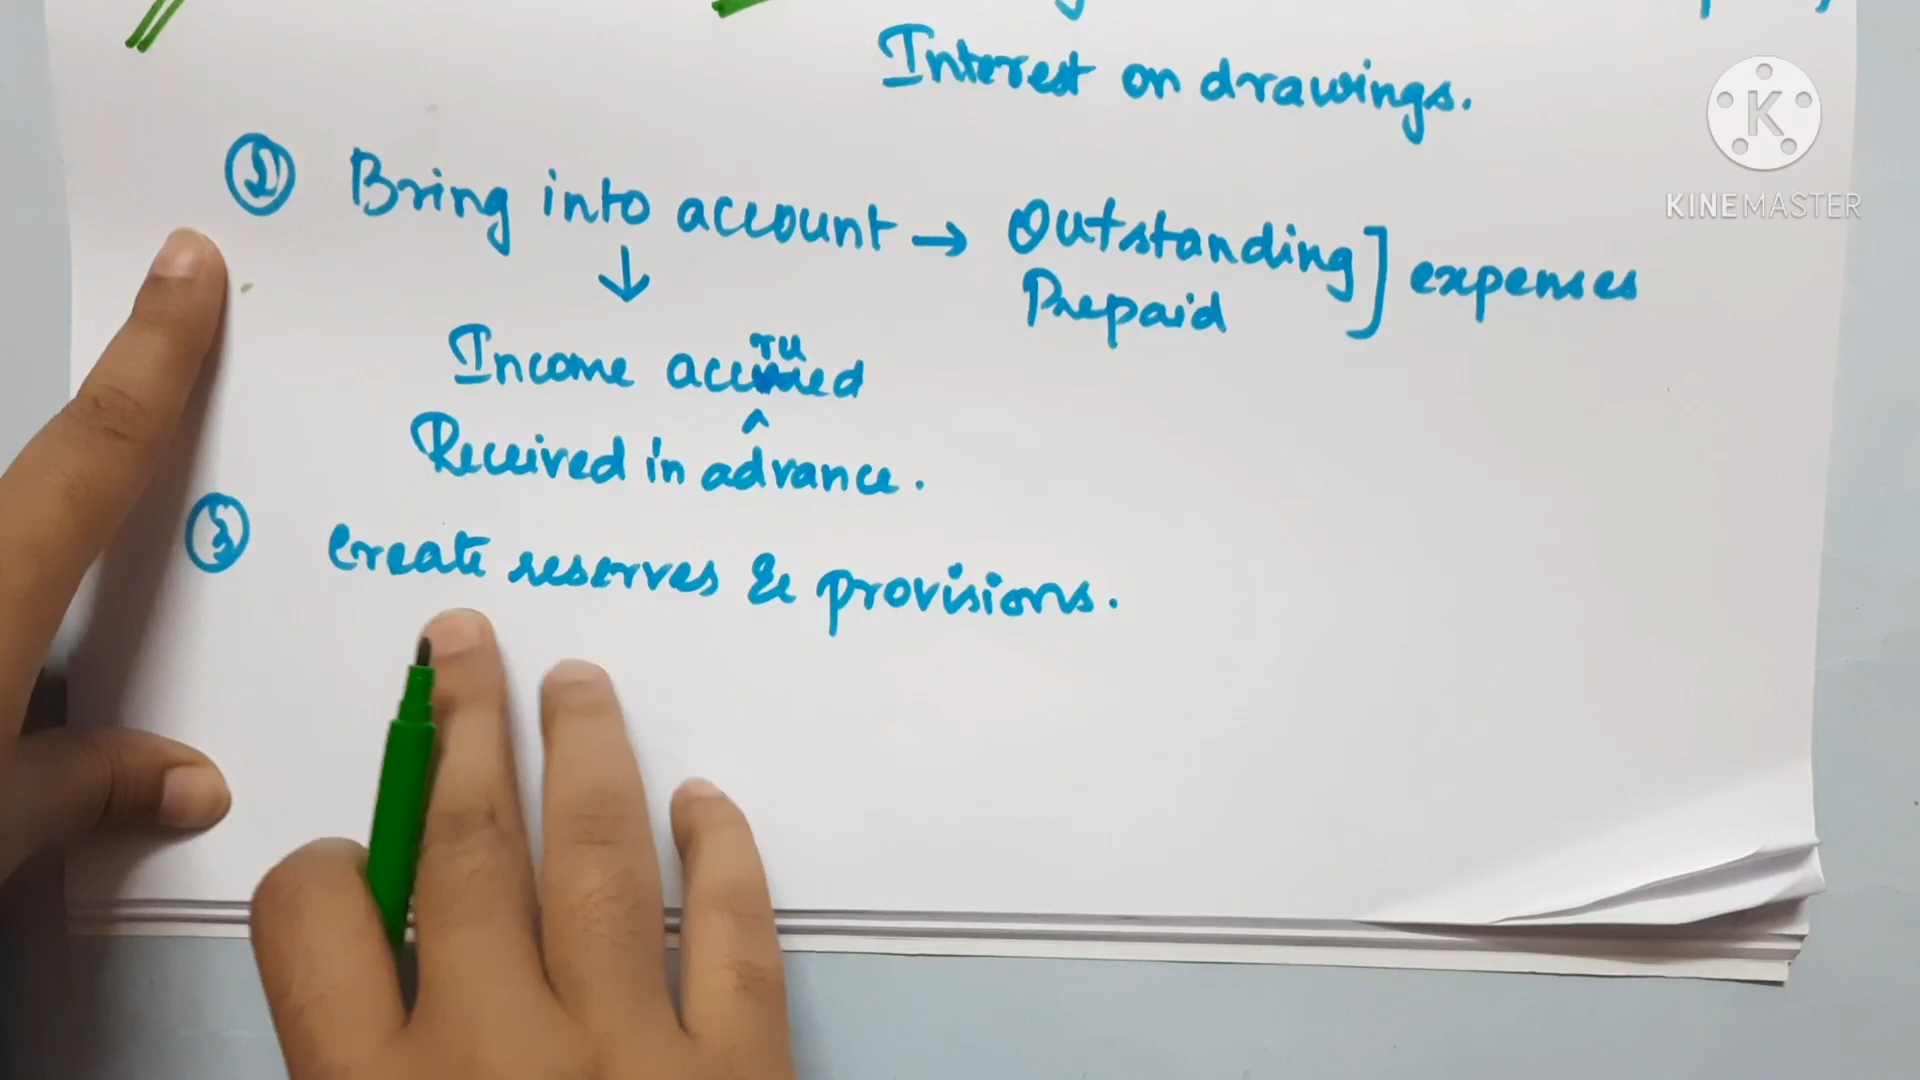 Interest on drawings.
K
KINEMASTER
② Bring into account → Outstanding ] expenses
Prepaid
↓
Income accrued
Received in advance.
③ Create reserves & provisions.